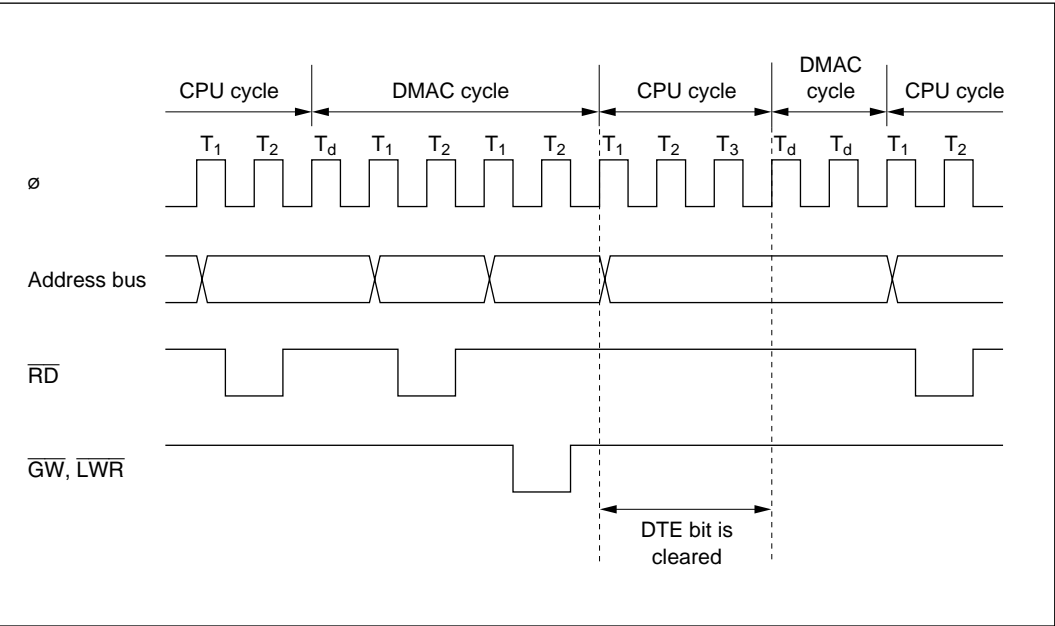 DMAC
CPU cycle DMAC cycle CPU cycle cycle CPU cycle
T1 T2 Td T1 T2 T1 T2 T1 T2 T3 Td Td T1 T2
ø
Address bus
RD
GW, LWR
DTE bit is
cleared